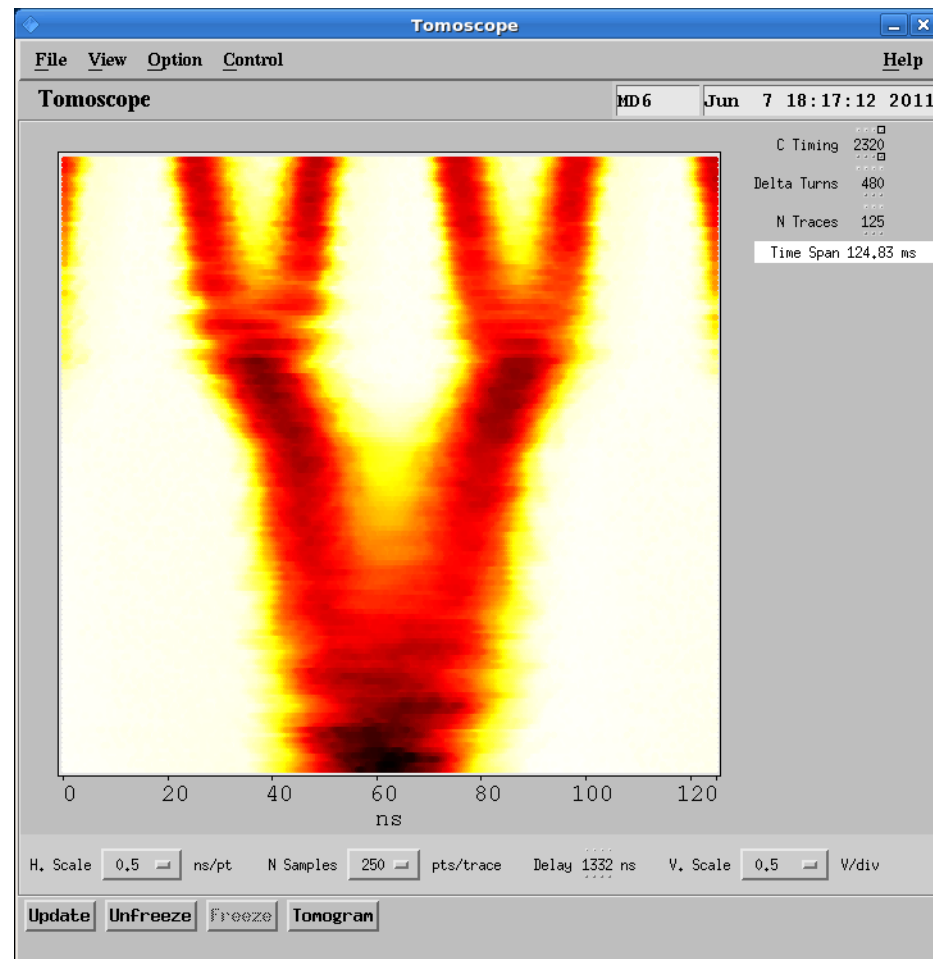 Tomoscope
File View Option Control Help
Tomoscope MD6 Jun 7 18:17:12 2011
C Timing 2320
Delta Turns 480
N Traces 125
Time Span 124.83 ms
0 20 40 60 80 100 120
ns
H. Scale 0.5 ns/pt N Samples 250 pts/trace Delay 1332 ns V. Scale 0.5 V/div
Update Unfreeze Freeze Tomogram